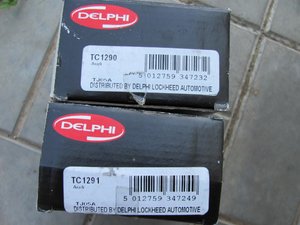 DELPHI
TC1290
5 012759 347232
DISTRIBUTED BY DELPHI LOCKHEED AUTOMOTIVE
DELPHI
TC1291
5 012759 347249
DISTRIBUTED BY DELPHI LOCKHEED AUTOMOTIVE